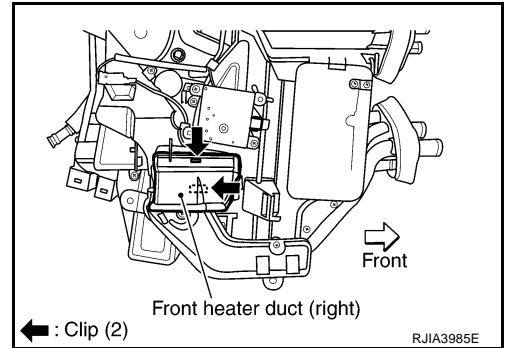 Front
Front heater duct (right)
: Clip (2)
RJIA3985E